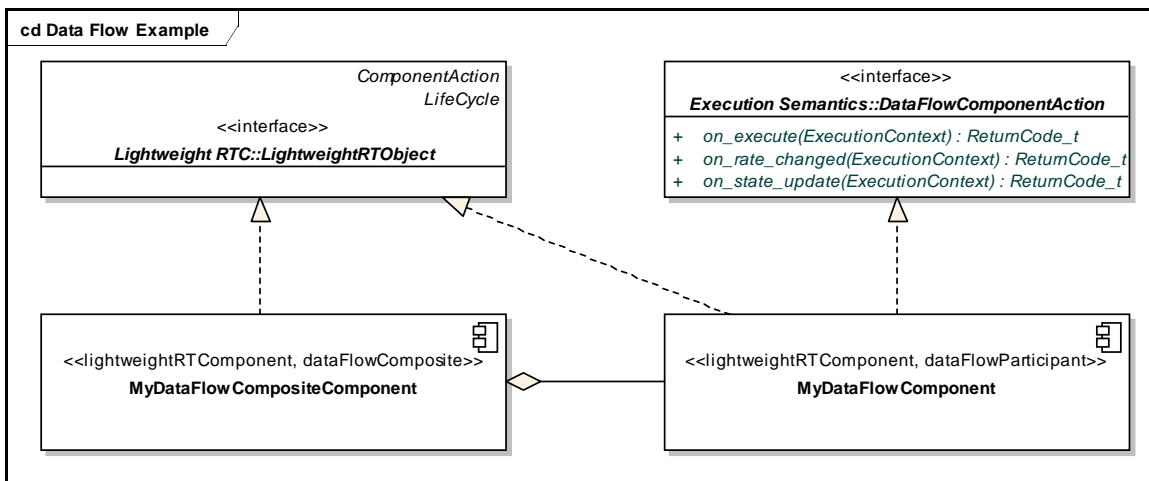 cd Data Flow Example
ComponentAction
LifeCycle
<<interface>>
Lightweight RTC::LightweightRTObject
<<interface>>
Execution Semantics::DataFlowComponentAction
+ on_execute(ExecutionContext) : ReturnCode_t
+ on_rate_changed(ExecutionContext) : ReturnCode_t
+ on_state_update(ExecutionContext) : ReturnCode_t
<<lightweightRTComponent, dataFlowComposite>>
MyDataFlowCompositeComponent
<<lightweightRTComponent, dataFlowParticipant>>
MyDataFlowComponent